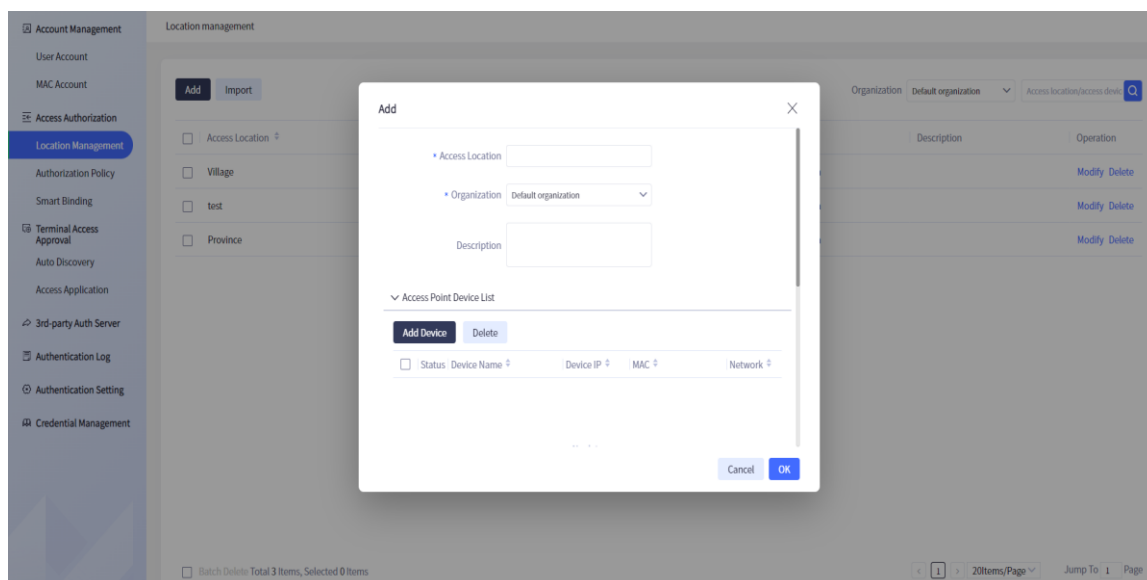 Account Management
User Account
MAC Account
Access Authorization
Location Management
Authorization Policy
Smart Binding
Terminal Access
Approval
Auto Discovery
Access Application
3rd-party Auth Server
Authentication Log
Authentication Setting
Credential Management
Location management
Add Import
Organization Default organization Access location/access devic
Access Location Description Operation
Village Modify Delete
test Modify Delete
Province Modify Delete
Add
* Access Location
* Organization Default organization
Description
Access Point Device List
Add Device Delete
Status Device Name Device IP MAC Network
Cancel OK
Batch Delete Total 3 Items, Selected 0 Items
< 1 > 20Items/Page Jump To 1 Page